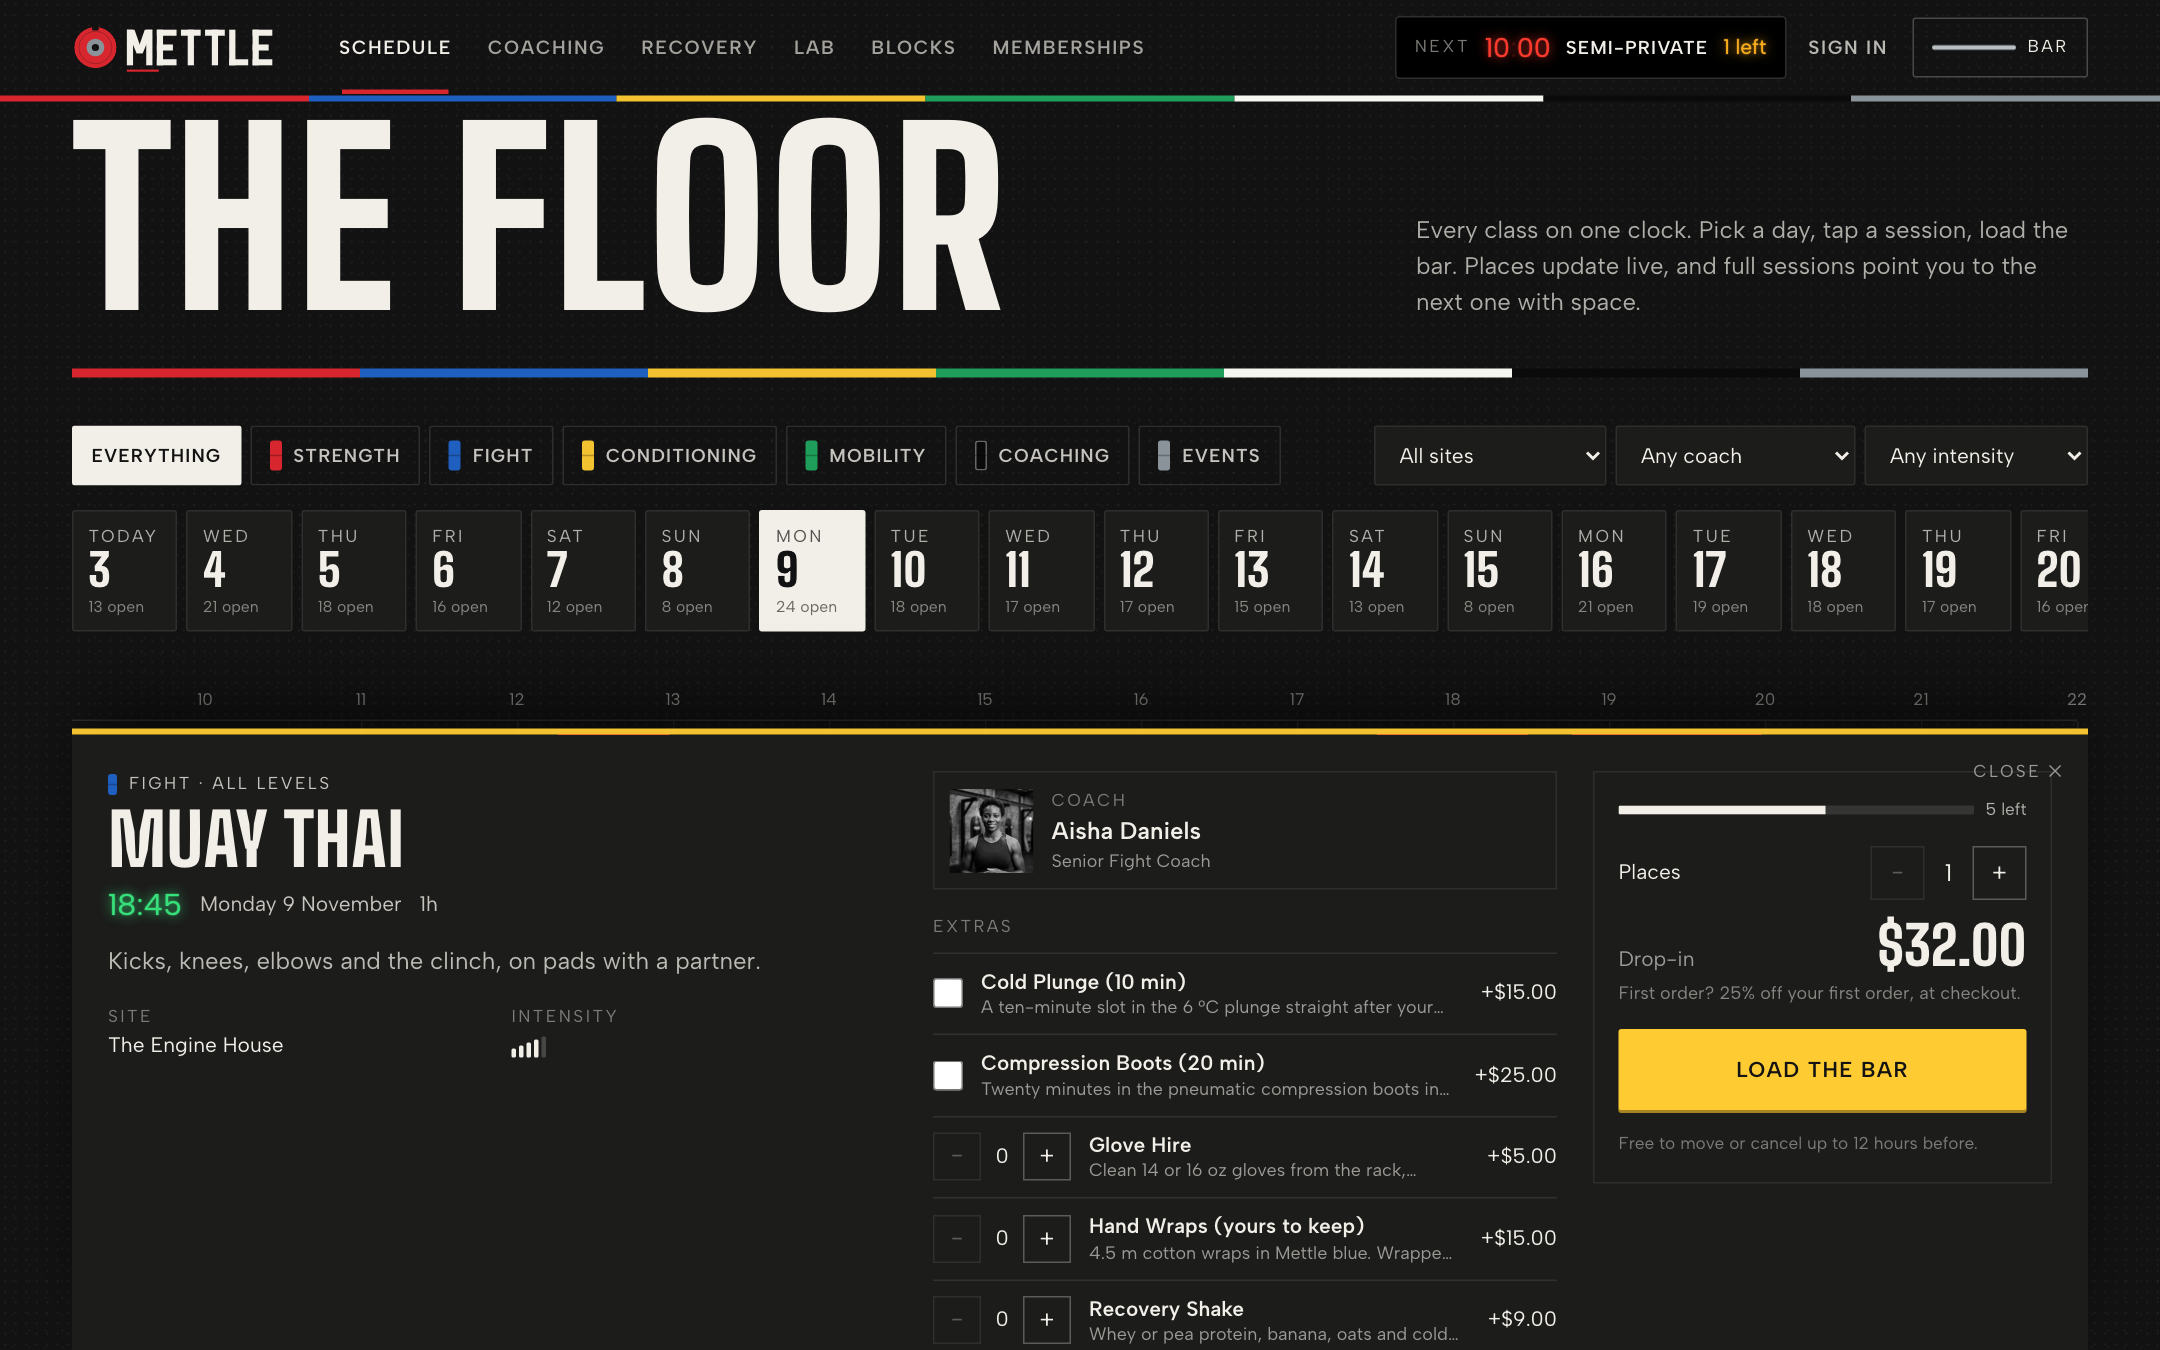 METTLE
SCHEDULE COACHING RECOVERY LAB BLOCKS MEMBERSHIPS
NEXT 10 00 SEMI-PRIVATE 1 left
SIGN IN
BAR
THE FLOOR
Every class on one clock. Pick a day, tap a session, load the
bar. Places update live, and full sessions point you to the
next one with space.
EVERYTHING STRENGTH FIGHT CONDITIONING MOBILITY COACHING EVENTS
All sites Any coach Any intensity
TODAY WED THU FRI SAT SUN MON TUE WED THU FRI SAT SUN MON TUE WED THU FRI
3 4 5 6 7 8 9 10 11 12 13 14 15 16 17 18 19 20
13 open 21 open 18 open 16 open 12 open 8 open 24 open 18 open 17 open 17 open 15 open 13 open 8 open 21 open 19 open 18 open 17 open 16 open
10 11 12 13 14 15 16 17 18 19 20 21 22
CLOSE ×
FIGHT · ALL LEVELS
MUAY THAI
18:45 Monday 9 November 1h
Kicks, knees, elbows and the clinch, on pads with a partner.
SITE
The Engine House
INTENSITY
COACH
Aisha Daniels
Senior Fight Coach
EXTRAS
Cold Plunge (10 min)
A ten-minute slot in the 6 °C plunge straight after your…
+$15.00
Compression Boots (20 min)
Twenty minutes in the pneumatic compression boots in…
+$25.00
− 0 +
Glove Hire
Clean 14 or 16 oz gloves from the rack,…
+$5.00
− 0 +
Hand Wraps (yours to keep)
4.5 m cotton wraps in Mettle blue. Wrappe…
+$15.00
− 0 +
Recovery Shake
Whey or pea protein, banana, oats and cold…
+$9.00
5 left
Places − 1 +
Drop-in $32.00
First order? 25% off your first order, at checkout.
LOAD THE BAR
Free to move or cancel up to 12 hours before.